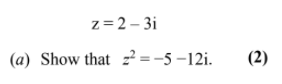 z = 2 – 3i
(a) Show that z² = –5 –12i. (2)